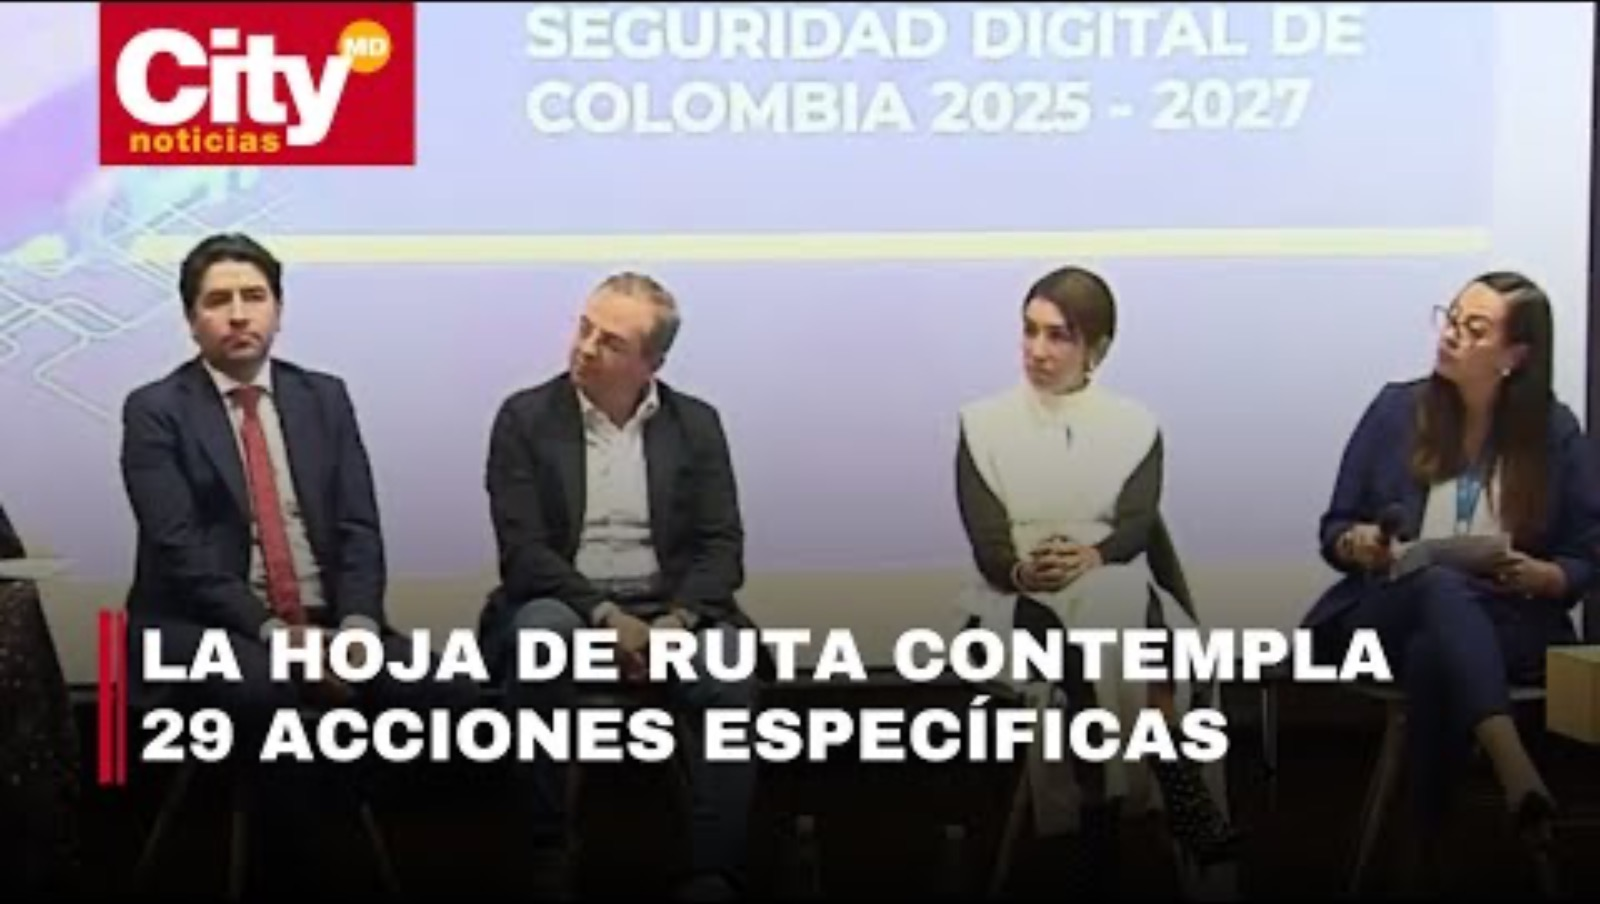 City MD
noticias
SEGURIDAD DIGITAL DE
COLOMBIA 2025 - 2027
LA HOJA DE RUTA CONTEMPLA
29 ACCIONES ESPECÍFICAS